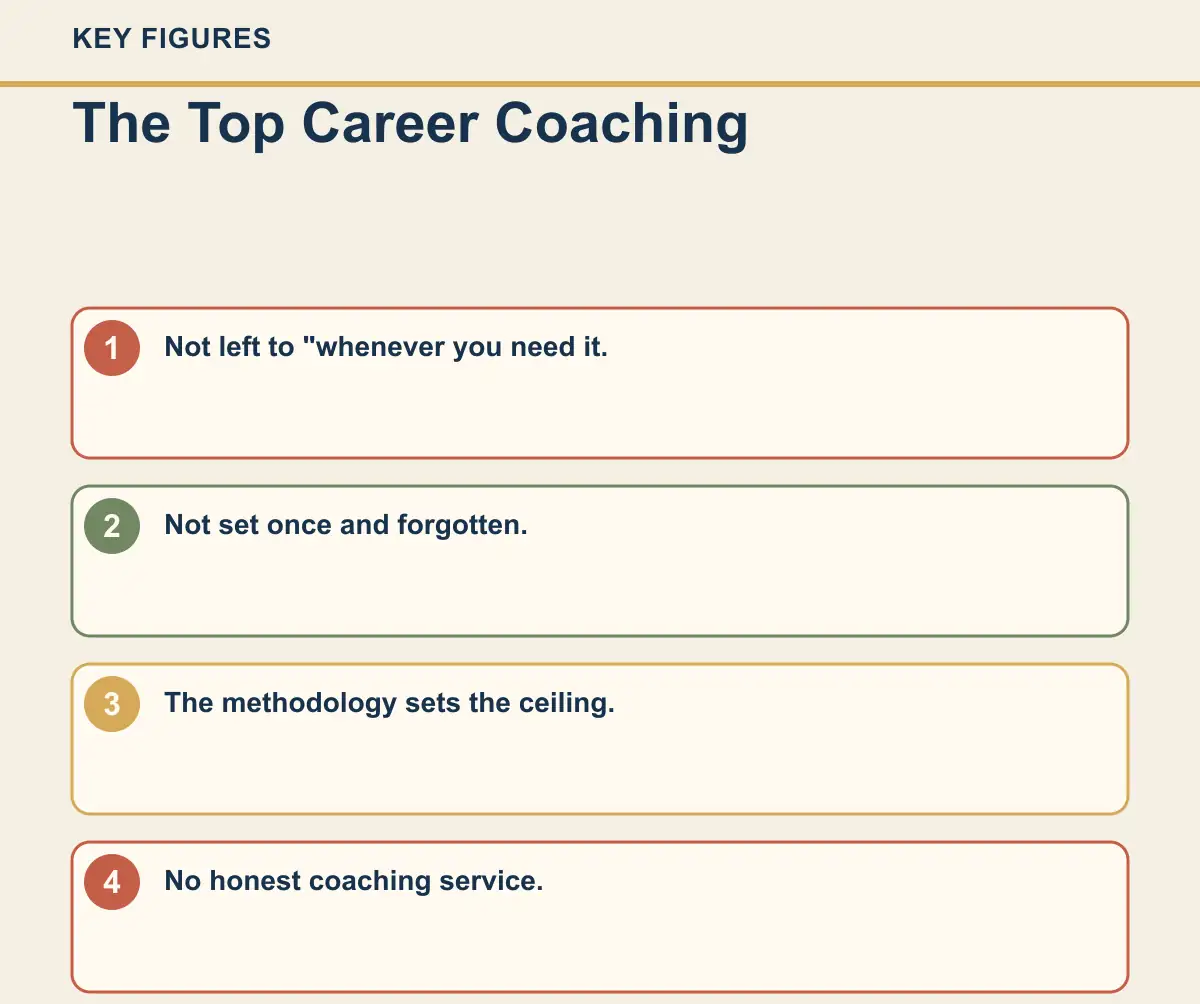 KEY FIGURES
The Top Career Coaching
1 Not left to "whenever you need it.
2 Not set once and forgotten.
3 The methodology sets the ceiling.
4 No honest coaching service.